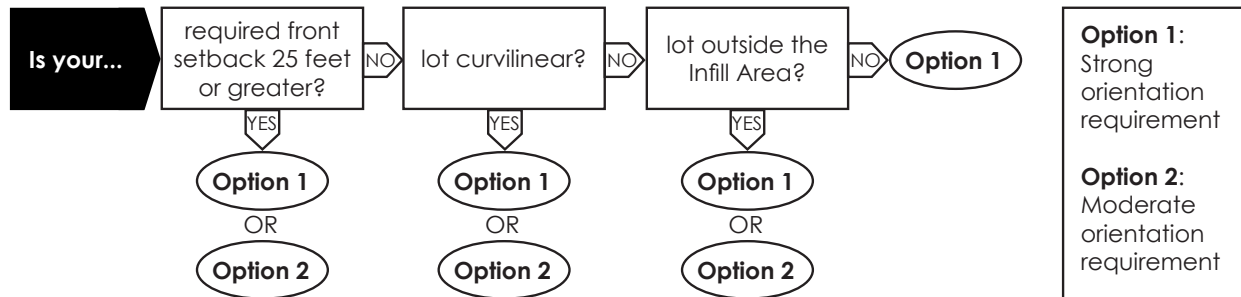 Is your...
required front
setback 25 feet
or greater?
NO
lot curvilinear?
NO
lot outside the
Infill Area?
NO
Option 1
YES
YES
YES
Option 1
Option 1
Option 1
OR
OR
OR
Option 2
Option 2
Option 2
Option 1:
Strong
orientation
requirement
Option 2:
Moderate
orientation
requirement